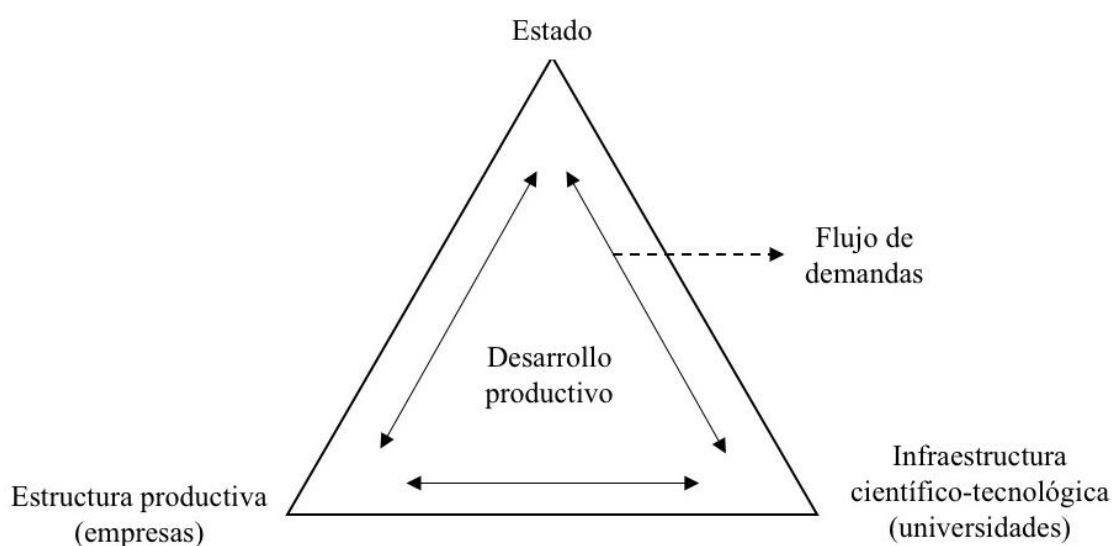 Estado
Flujo de
demandas
Desarrollo
productivo
Estructura productiva
(empresas)
Infraestructura
científico-tecnológica
(universidades)